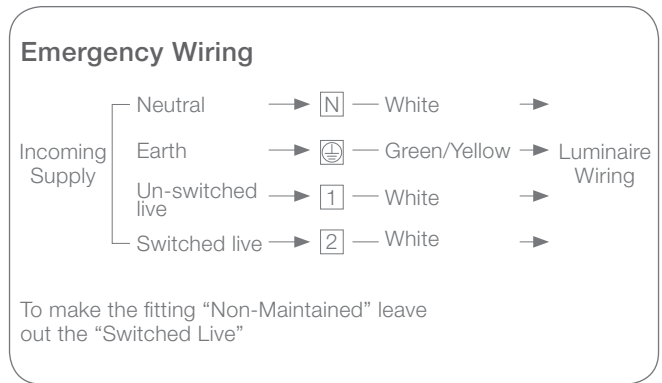 Emergency Wiring
Neutral N White
Incoming Supply
Earth Green/Yellow
Luminaire Wiring
Un-switched live 1 White
Switched live 2 White
To make the fitting “Non-Maintained” leave
out the “Switched Live”